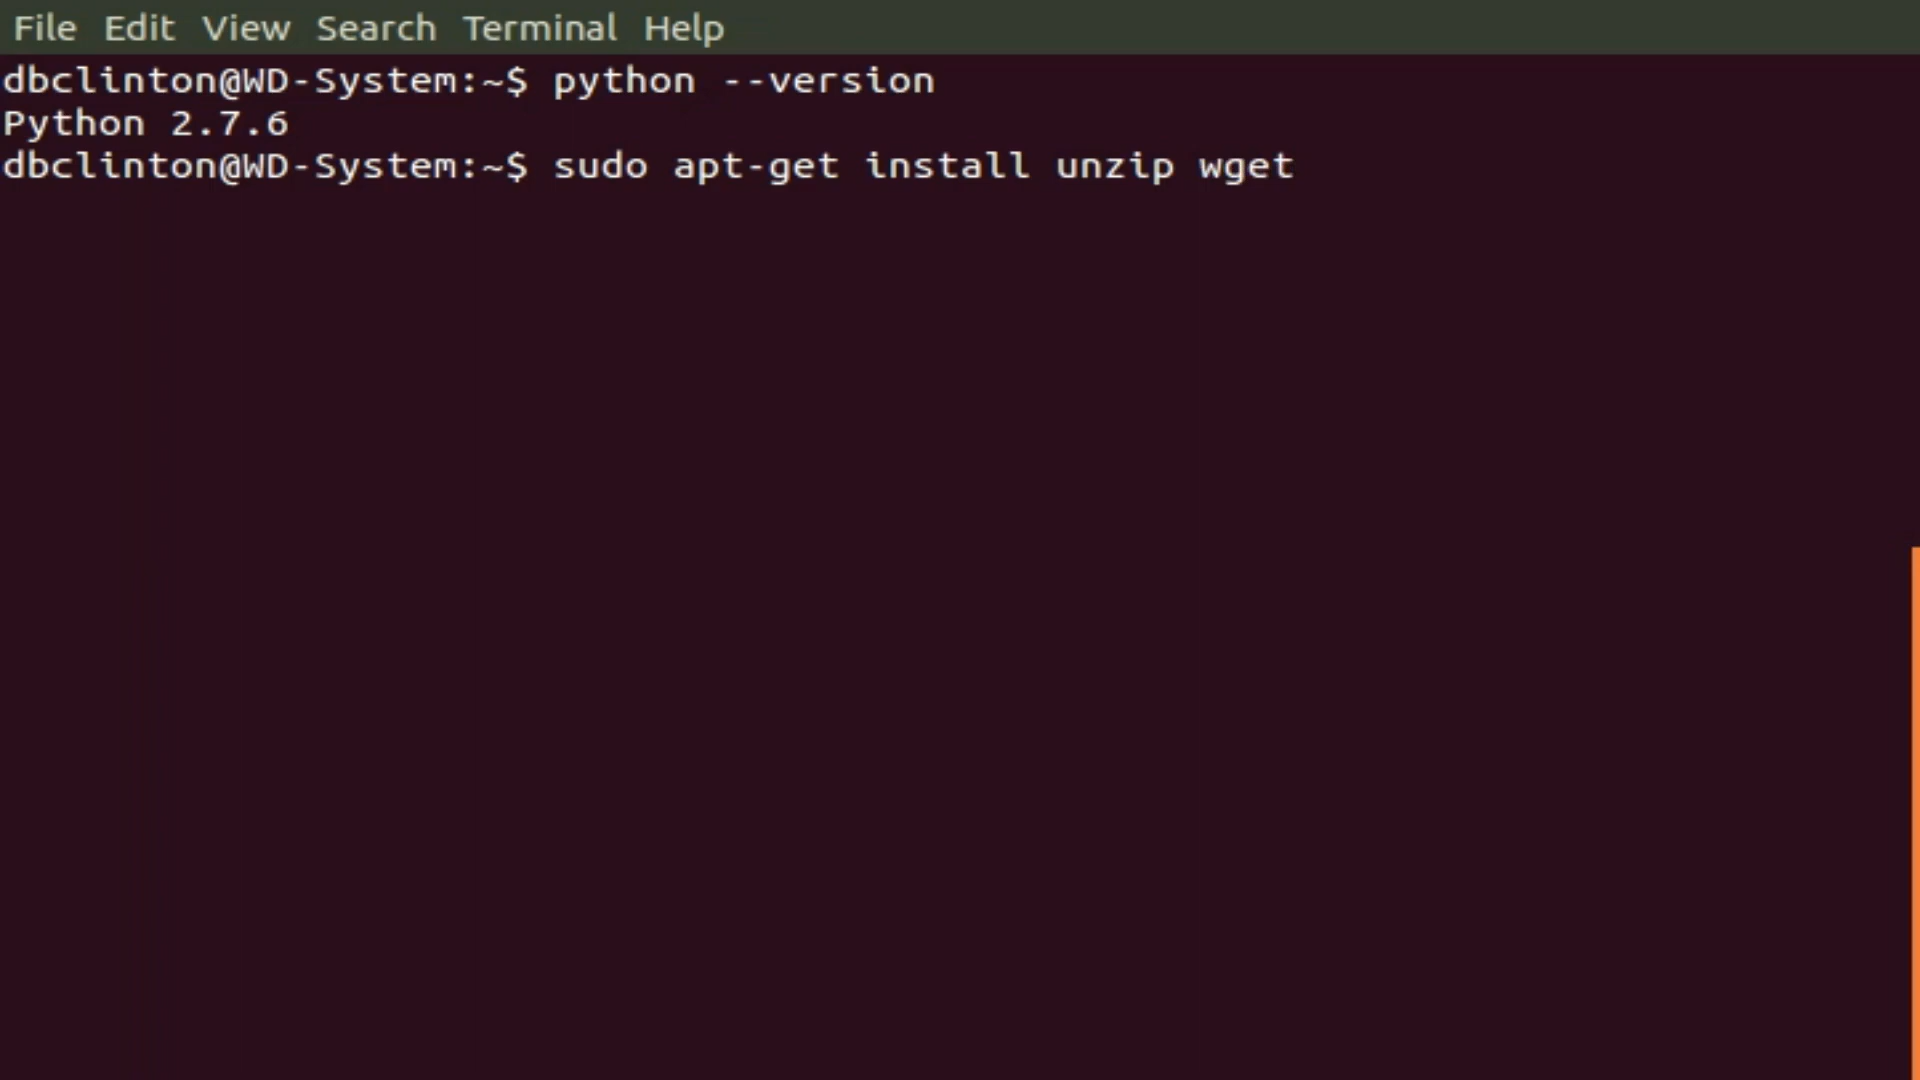 File Edit View Search Terminal Help
dbclinton@WD-System:~$ python --version
Python 2.7.6
dbclinton@WD-System:~$ sudo apt-get install unzip wget